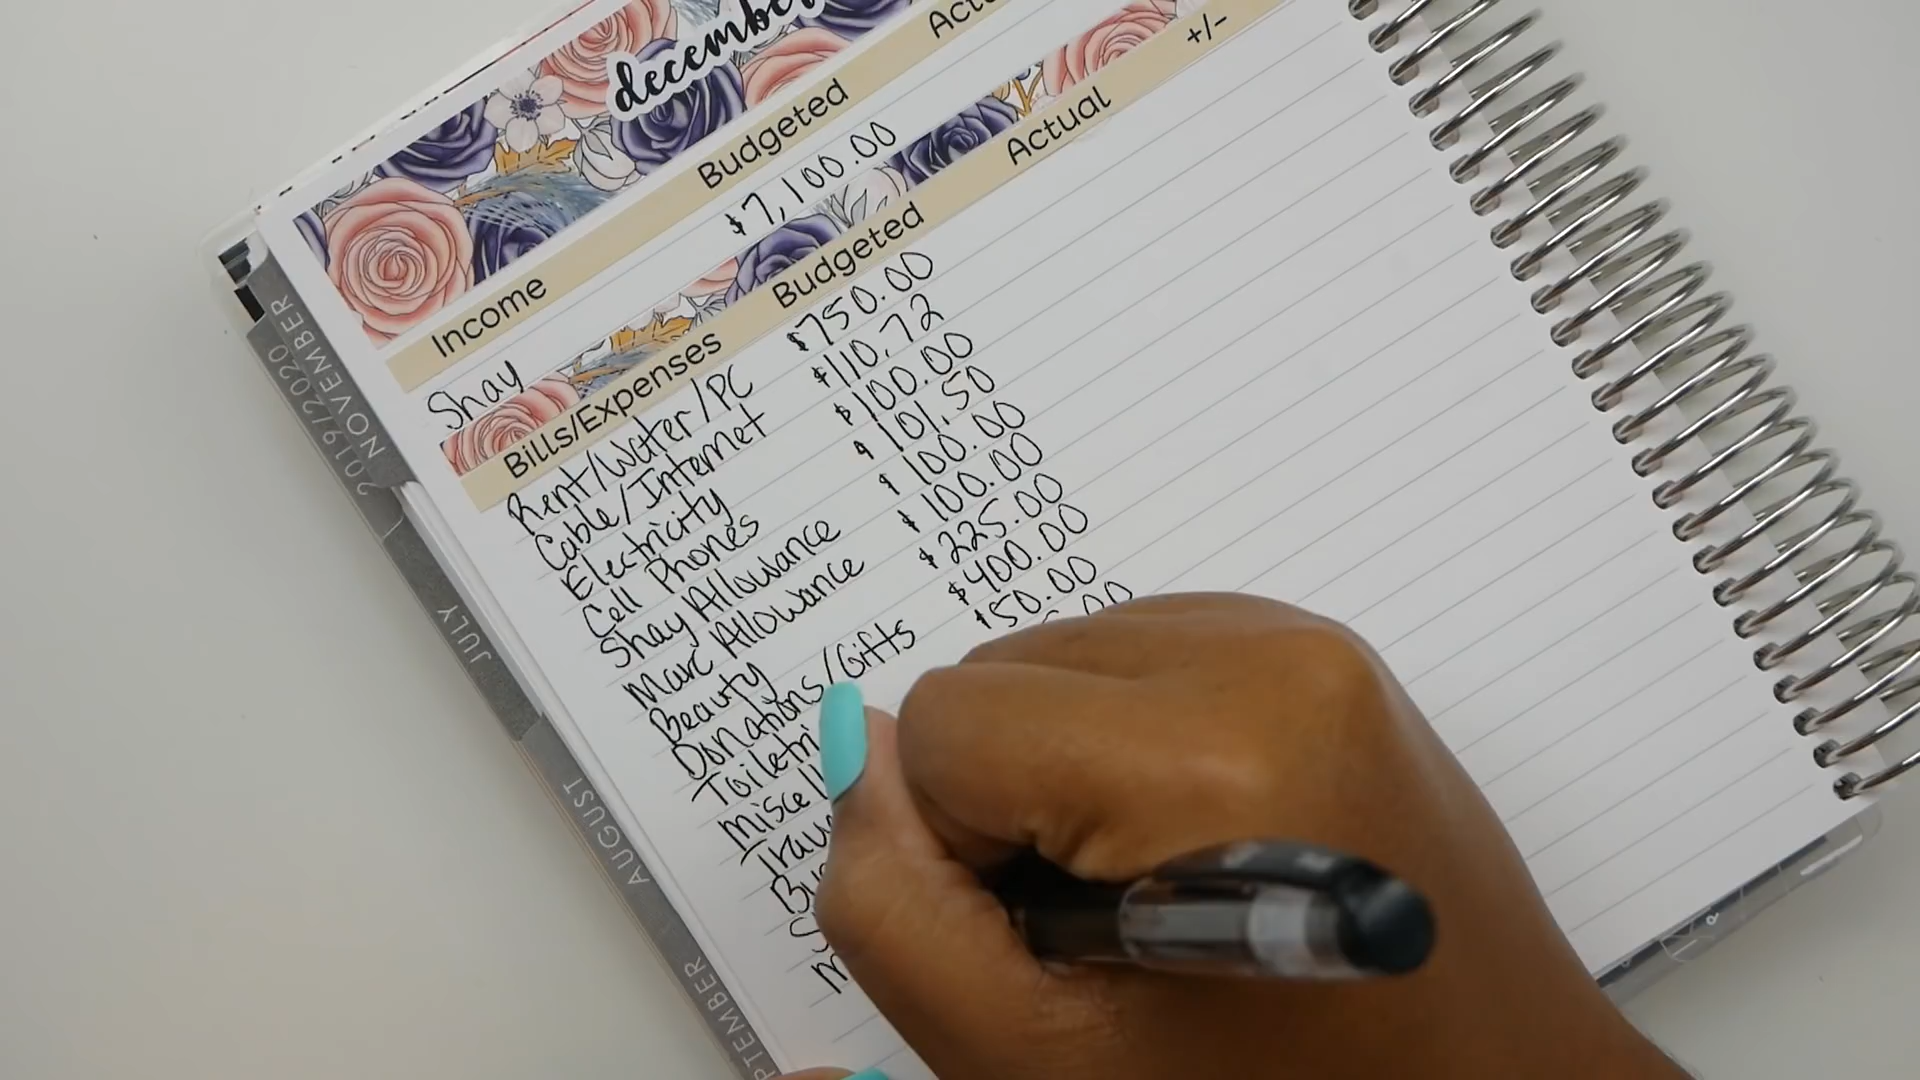 december
Income Budgeted
Shay $7,100.00
Bills/Expenses Budgeted Actual +/-
Rent/Water/PC $750.00
Cable/Internet $110.72
Electricity $100.00
Cell Phones $101.50
Shay Allowance $100.00
Marc Allowance $100.00
Beauty $225.00
Donations/Gifts $400.00
$50.00
2019/2020
NOVEMBER
JULY
AUGUST